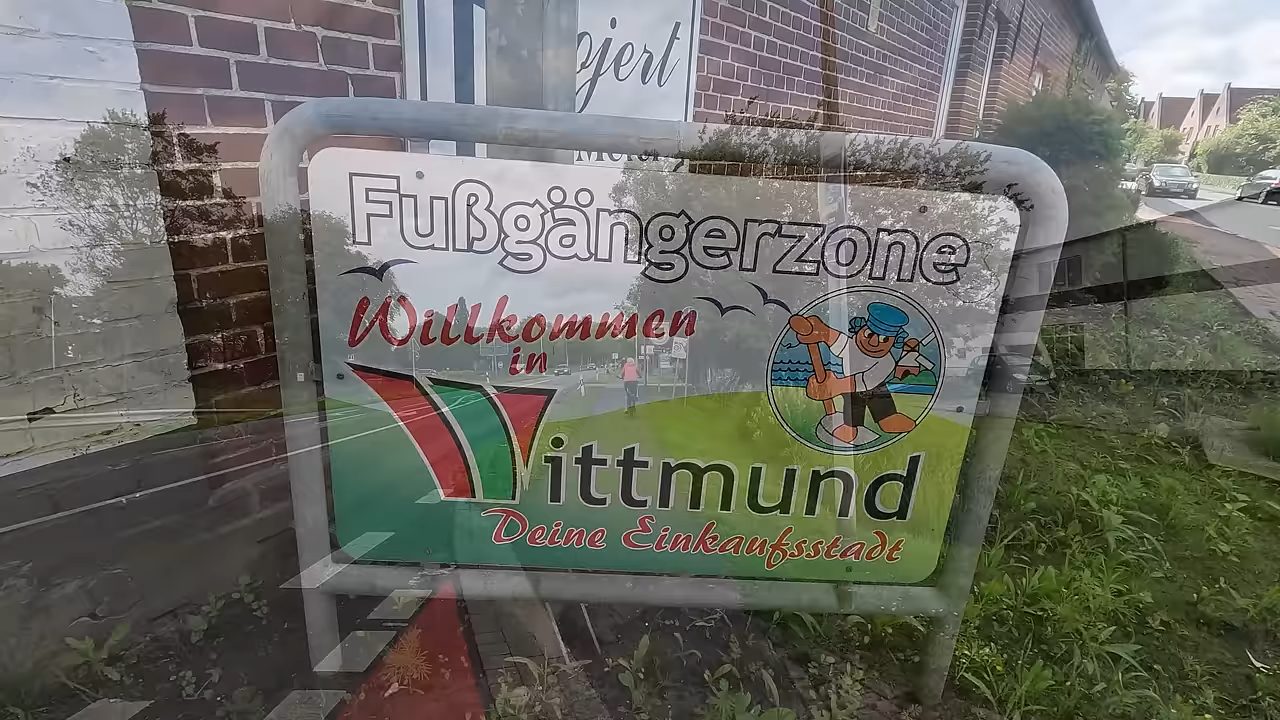 ojert
Fußgängerzone
Willkommen
in
Wittmund
Deine Einkaufsstadt